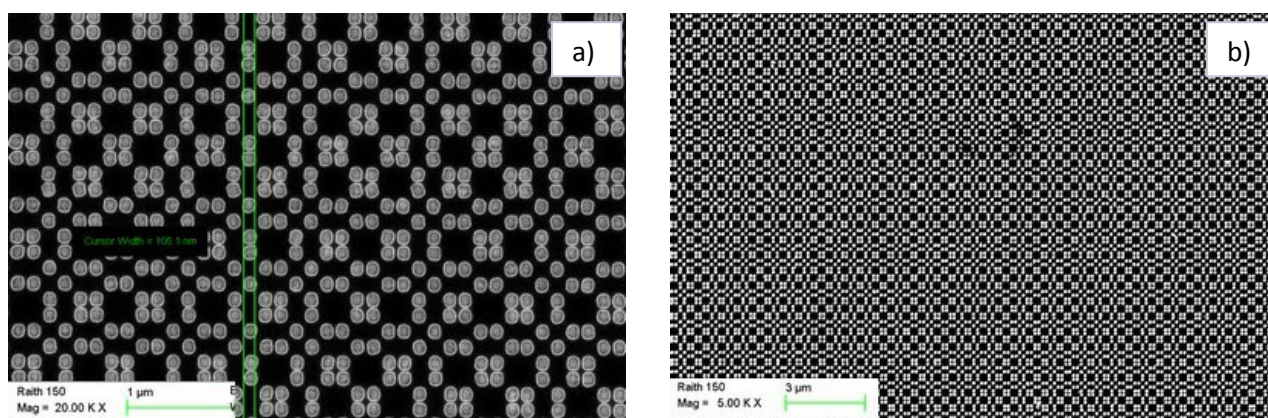 a)
Cursor Width = 106.1 nm
Raith 150
1 µm
Mag = 20.00 K X
b)
Raith 150
3 µm
Mag = 5.00 K X